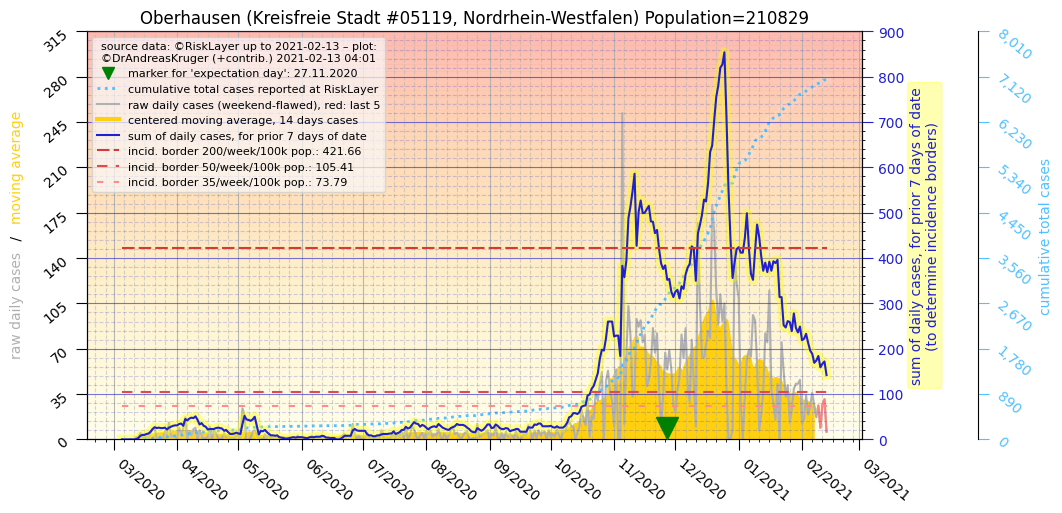 Oberhausen (Kreisfreie Stadt #05119, Nordrhein-Westfalen) Population=210829
source data: ©RiskLayer up to 2021-02-13 – plot:
©DrAndreasKruger (+contrib.) 2021-02-13 04:01
marker for 'expectation day': 27.11.2020
cumulative total cases reported at RiskLayer
raw daily cases (weekend-flawed), red: last 5
centered moving average, 14 days cases
sum of daily cases, for prior 7 days of date
incid. border 200/week/100k pop.: 421.66
incid. border 50/week/100k pop.: 105.41
incid. border 35/week/100k pop.: 73.79
raw daily cases / moving average
315
280
245
210
175
140
105
70
35
0
03/2020
04/2020
05/2020
06/2020
07/2020
08/2020
09/2020
10/2020
11/2020
12/2020
01/2021
02/2021
03/2021
900
800
700
600
500
400
300
200
100
0
sum of daily cases, for prior 7 days of date
(to determine incidence borders)
8,010
7,120
6,230
5,340
4,450
3,560
2,670
1,780
890
0
cumulative total cases